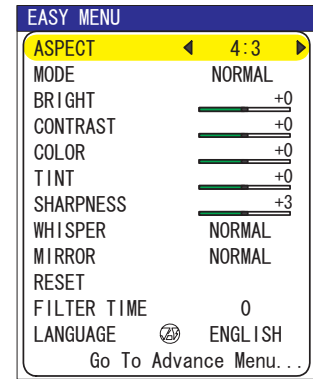 EASY MENU
ASPECT 4:3
MODE NORMAL
BRIGHT +0
CONTRAST +0
COLOR +0
TINT +0
SHARPNESS +3
WHISPER NORMAL
MIRROR NORMAL
RESET
FILTER TIME 0
LANGUAGE ENGLISH
Go To Advance Menu...